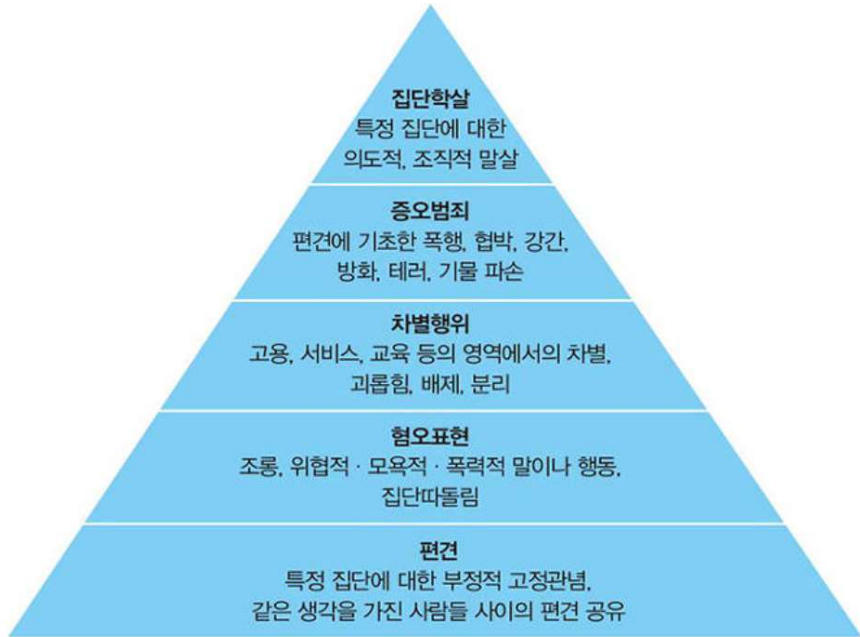 집단학살
특정 집단에 대한
의도적, 조직적 말살
증오범죄
편견에 기초한 폭행, 협박, 강간,
방화, 테러, 기물 파손
차별행위
고용, 서비스, 교육 등의 영역에서의 차별,
괴롭힘, 배제, 분리
혐오표현
조롱, 위협적 · 모욕적 · 폭력적 말이나 행동,
집단따돌림
편견
특정 집단에 대한 부정적 고정관념,
같은 생각을 가진 사람들 사이의 편견 공유